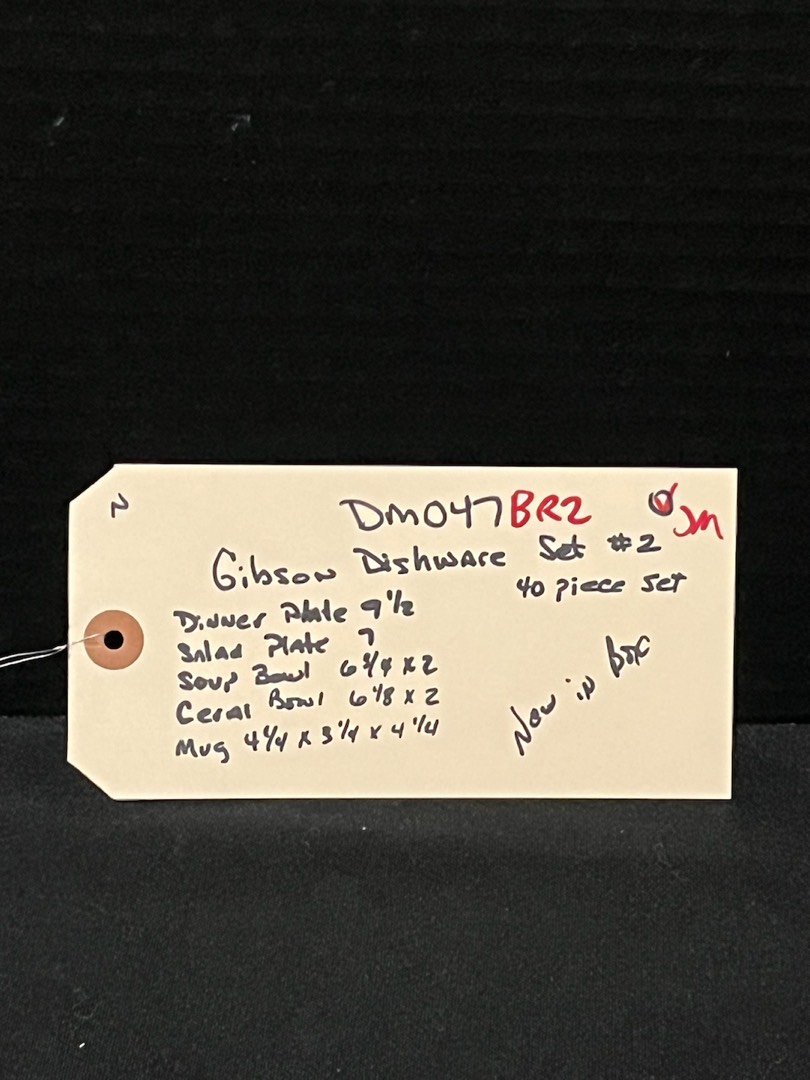 N
DM047BR2 JM
Gibson Dishware Set #2
40 piece set
Dinner Plate 9 1/2
Salad Plate 7
Soup Bowl 6 3/4 x 2
Ceral Bowl 6 1/8 x 2
Mug 4 1/4 x 3 1/4 x 4 1/4
New in Box